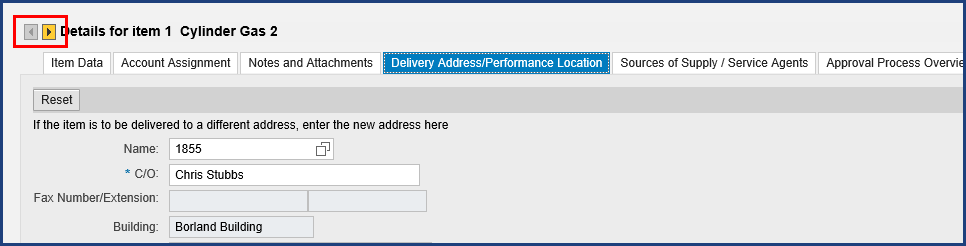 Details for item 1 Cylinder Gas 2
Item Data Account Assignment Notes and Attachments Delivery Address/Performance Location Sources of Supply / Service Agents Approval Process Overvie
Reset
If the item is to be delivered to a different address, enter the new address here
Name: 1855
* C/O: Chris Stubbs
Fax Number/Extension:
Building: Borland Building